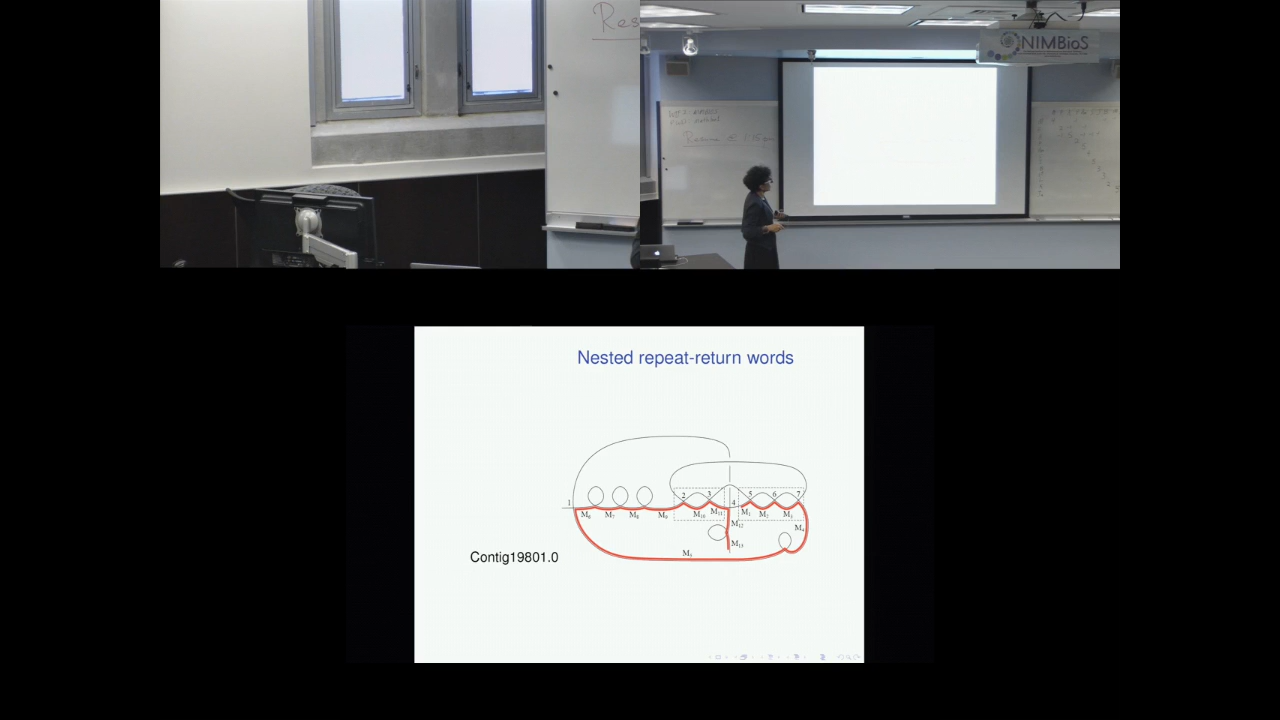 Res
NIMBioS
Nested repeat-return words
1
2
3
4
5
6
7
M₆
M₇
M₈
M₉
M₁₀
M₁₁
M₁
M₂
M₃
M₁₂
M₄
M₁₃
M₅
Contig19801.0